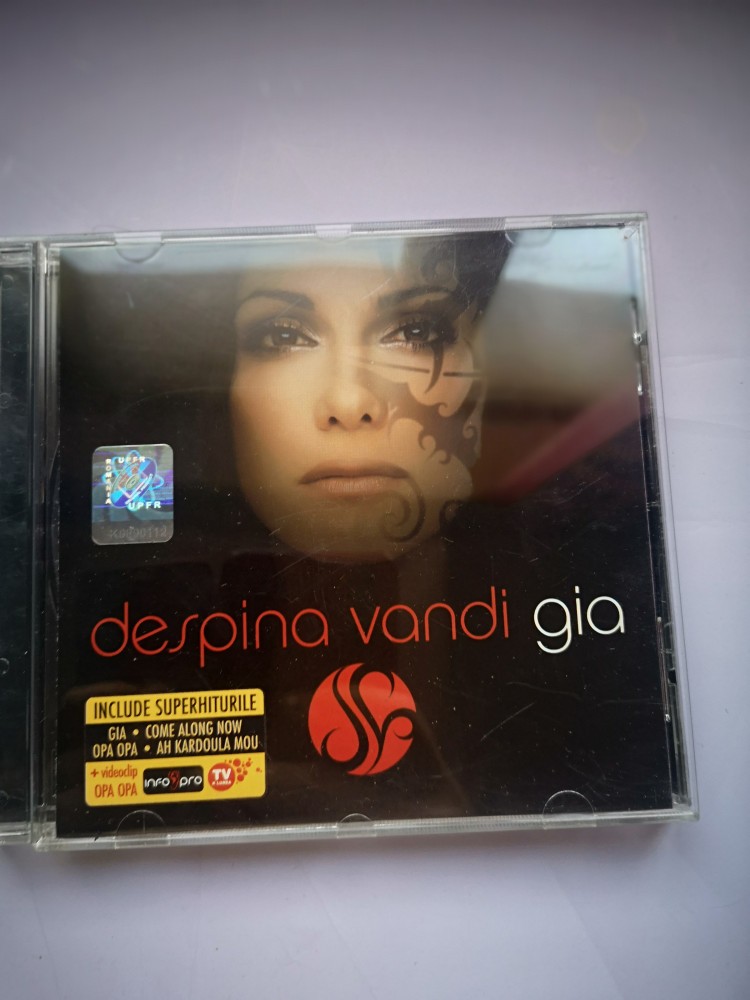 ROMANIA
UPFR
UPFR
despina vandi gia
INCLUDE SUPERHITURILE
GIA • COME ALONG NOW
OPA OPA • AH KARDOULA MOU
+ videoclip
OPA OPA
info pro
TV